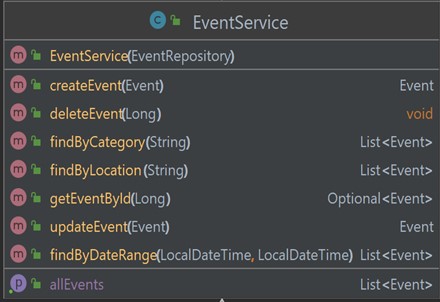 C EventService
m EventService(EventRepository)
m createEvent(Event) Event
m deleteEvent(Long) void
m findByCategory(String) List<Event>
m findByLocation(String) List<Event>
m getEventById(Long) Optional<Event>
m updateEvent(Event) Event
m findByDateRange(LocalDateTime, LocalDateTime) List<Event>
p allEvents List<Event>